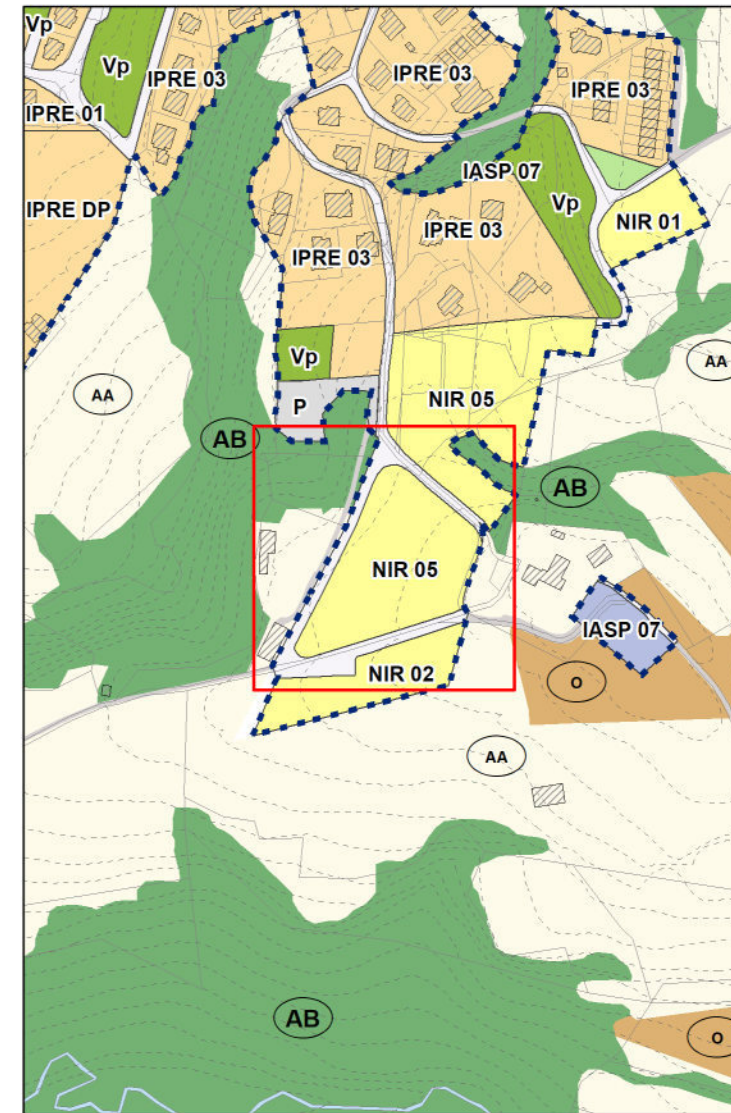 Vp
Vp
IPRE 03
IPRE 03
IPRE 03
IPRE 01
IASP 07
Vp
IPRE DP
NIR 01
IPRE 03
IPRE 03
Vp
AA
AA
P
NIR 05
AB
AB
NIR 05
IASP 07
NIR 02
O
AA
AB
O